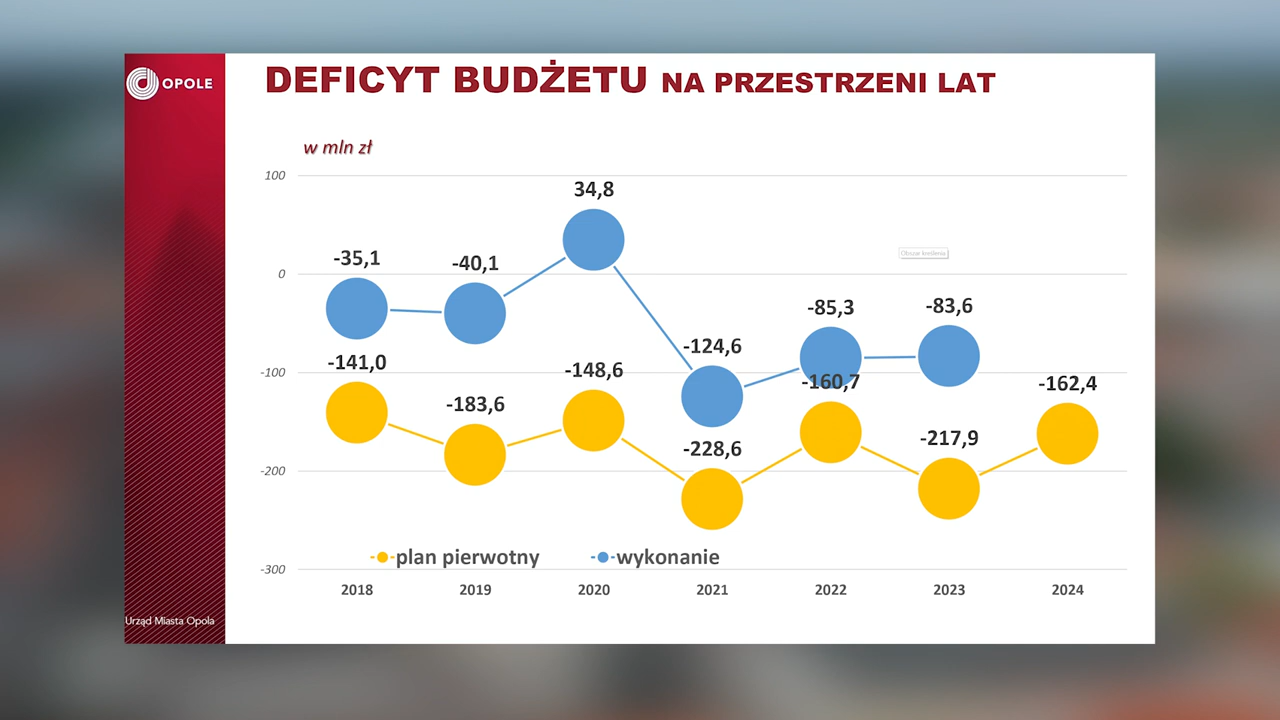 OPOLE
DEFICYT BUDŻETU NA PRZESTRZENI LAT
w mln zł
100
34,8
-35,1
-40,1
Obszar kreślenia
0
-85,3
-83,6
-124,6
-141,0
-148,6
-100
-160,7
-162,4
-183,6
-228,6
-217,9
-200
plan pierwotny
wykonanie
-300
2018 2019 2020 2021 2022 2023 2024
Urząd Miasta Opola